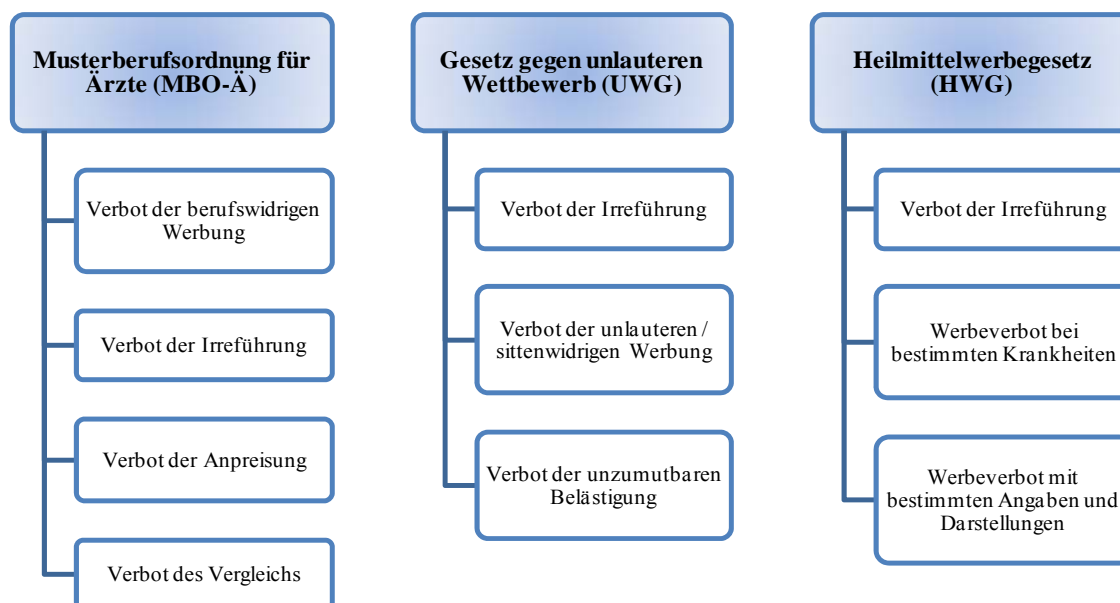 Musterberufsordnung für
Ärzte (MBO-Ä)
Verbot der berufswidrigen
Werbung
Verbot der Irreführung
Verbot der Anpreisung
Verbot des Vergleichs
Gesetz gegen unlauteren
Wettbewerb (UWG)
Verbot der Irreführung
Verbot der unlauteren /
sittenwidrigen Werbung
Verbot der unzumutbaren
Belästigung
Heilmittelwerbegesetz
(HWG)
Verbot der Irreführung
Werbeverbot bei
bestimmten Krankheiten
Werbeverbot mit
bestimmten Angaben und
Darstellungen